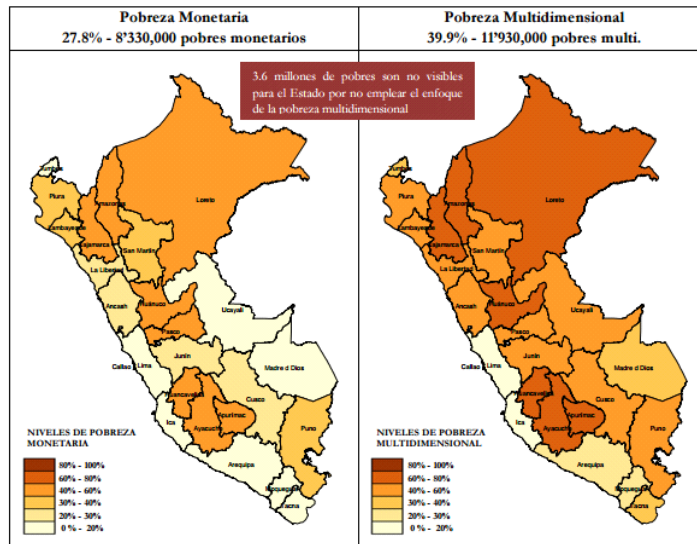 Pobreza Monetaria
27.8% - 8'330,000 pobres monetarios
Pobreza Multidimensional
39.9% - 11'930,000 pobres multi.
3.6 millones de pobres son no visibles
para el Estado por no emplear el enfoque
de la pobreza multidimensional
Tumbes
Piura
Lambayeque
Amazonas
Cajamarca
Loreto
San Martín
La Libertad
Ancash
Huánuco
Ucayali
Pasco
Callao
Lima
Junín
Madre d Dios
Huancavelica
Cusco
Ica
Ayacucho
Apurimac
Puno
Arequipa
Moquegua
Tacna
NIVELES DE POBREZA
MONETARIA
80% - 100%
60% - 80%
40% - 60%
30% - 40%
20% - 30%
0 % - 20%
Tumbes
Piura
Lambayeque
Amazonas
Cajamarca
Loreto
San Martín
La Libertad
Ancash
Huánuco
Ucayali
Pasco
Callao
Lima
Junín
Madre d Dios
Huancavelica
Cusco
Ica
Ayacucho
Apurimac
Puno
Arequipa
Moquegua
Tacna
NIVELES DE POBREZA
MULTIDIMENSIONAL
80% - 100%
60% - 80%
40% - 60%
30% - 40%
20% - 30%
0 % - 20%